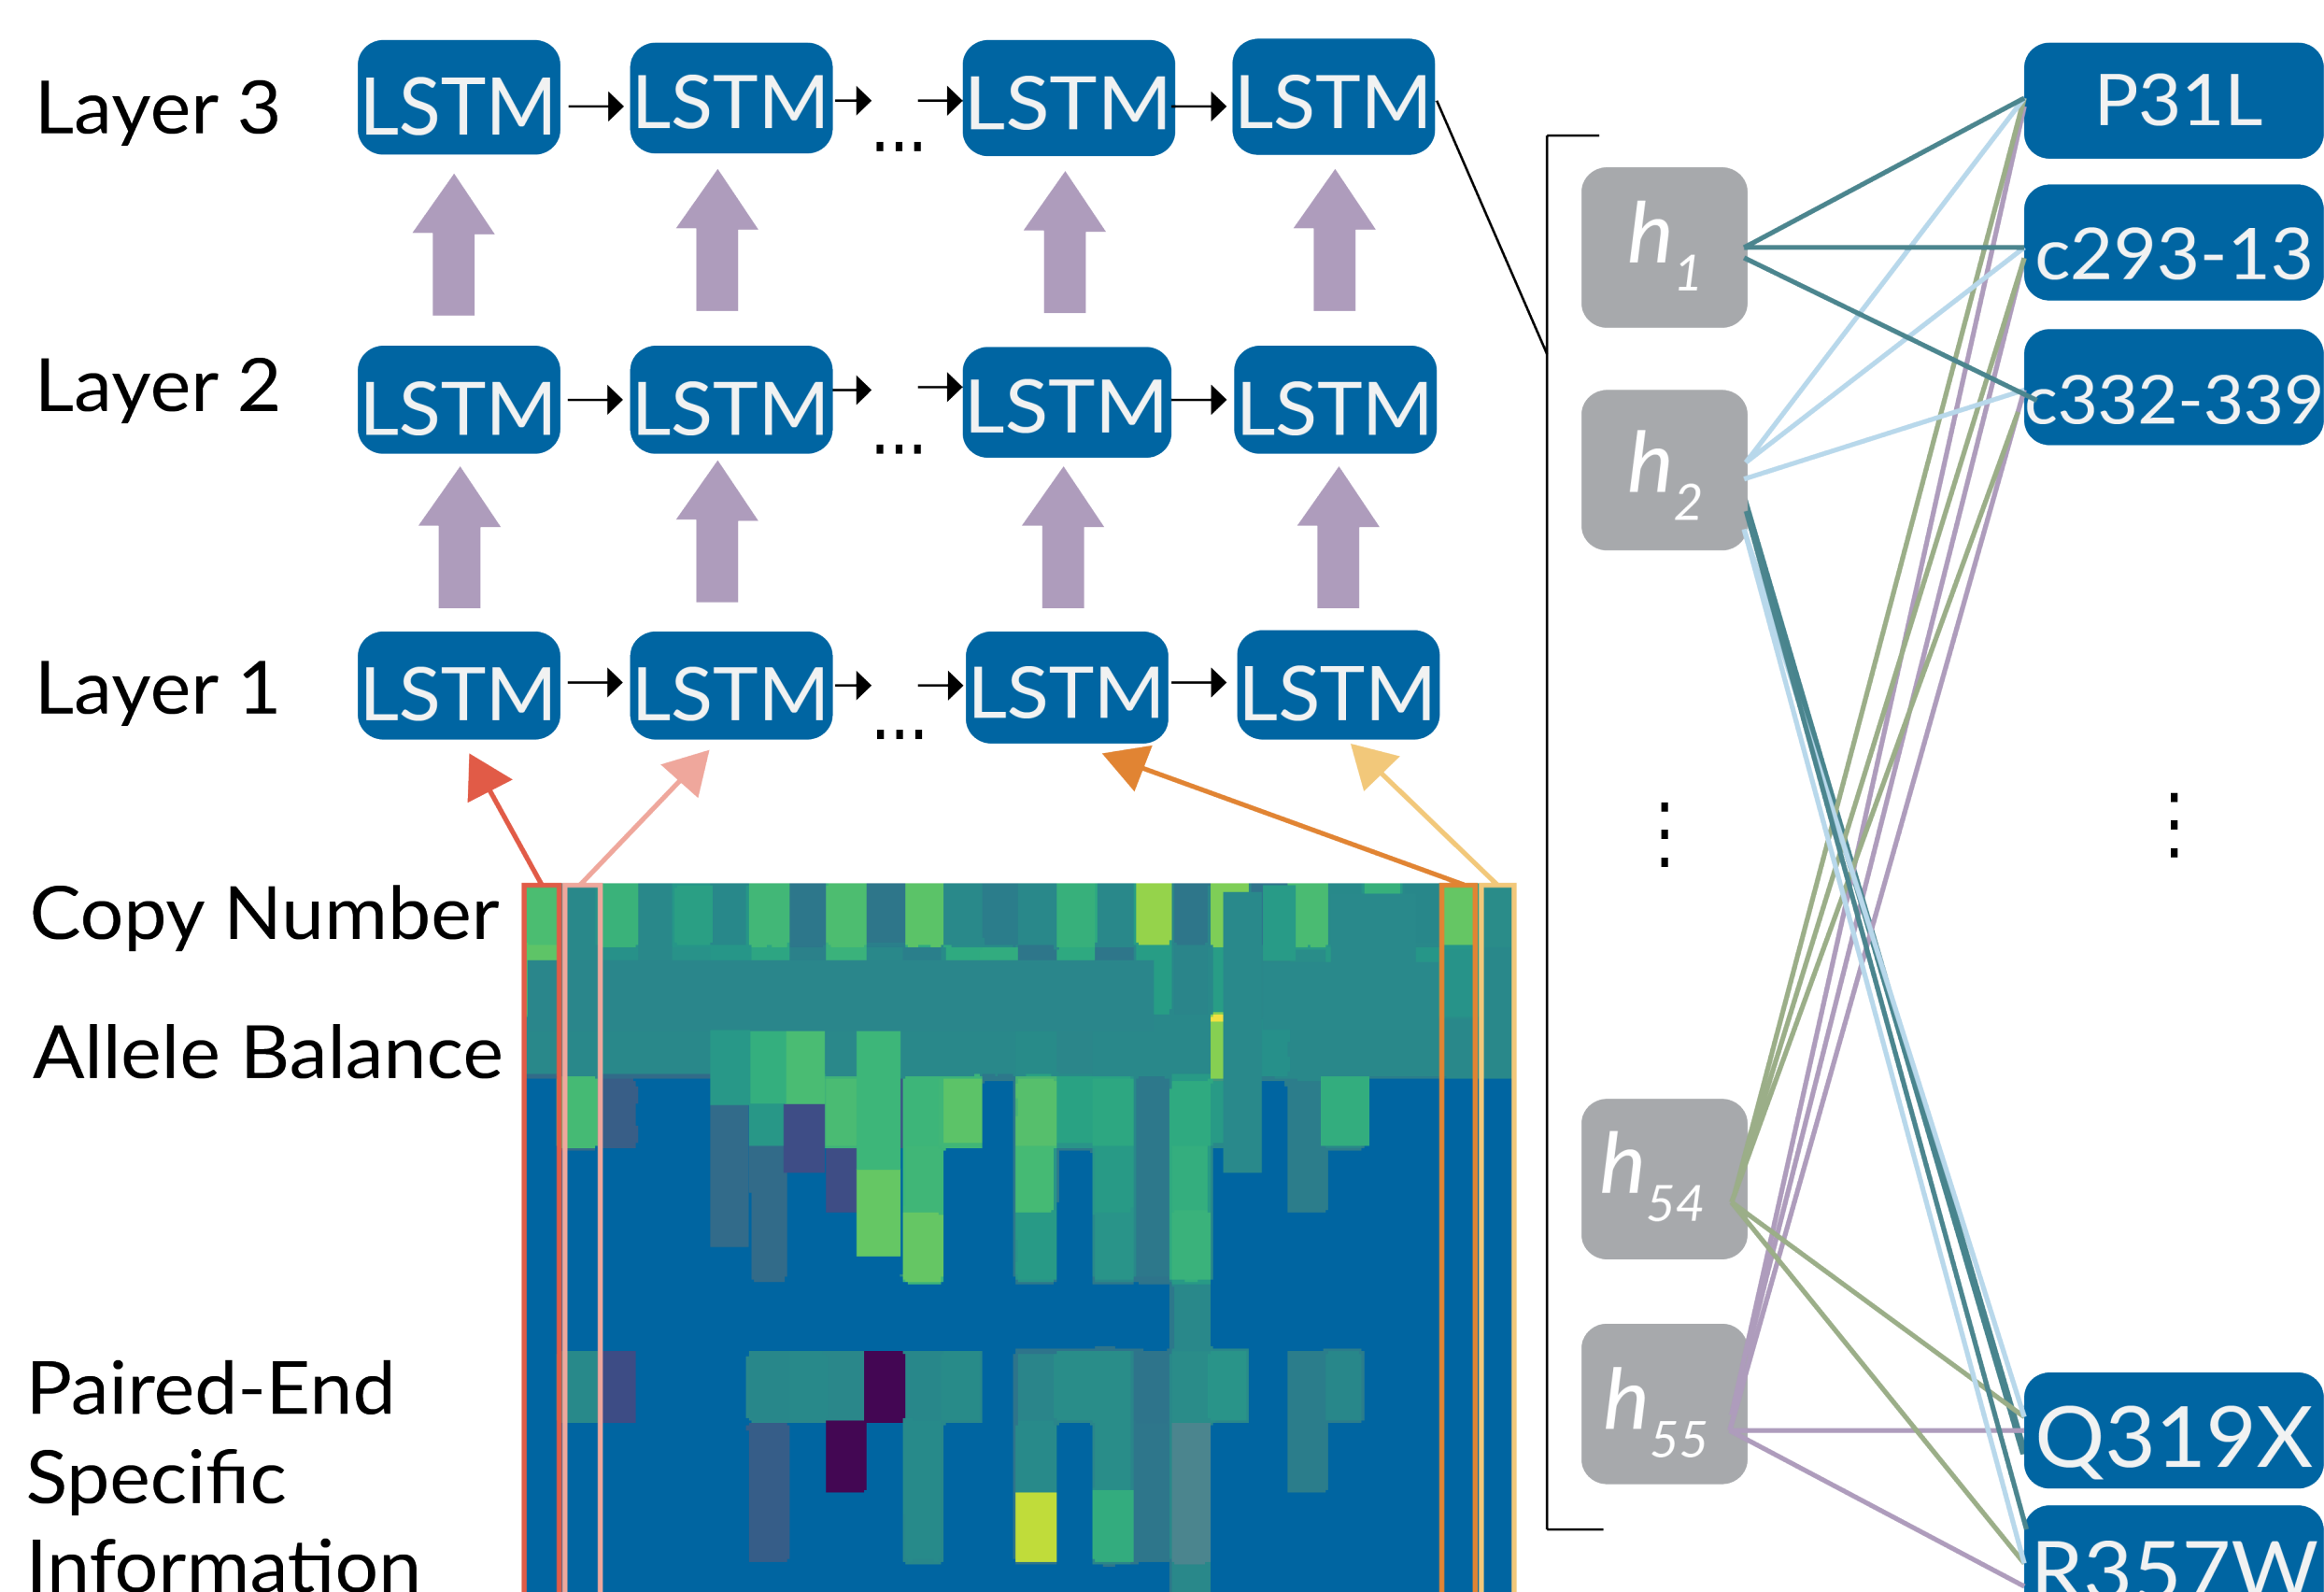 Layer 3
LSTM LSTM ... LSTM LSTM
Layer 2
LSTM LSTM ... LSTM LSTM
Layer 1
LSTM LSTM ... LSTM LSTM
Copy Number
Allele Balance
Paired-End
Specific
Information
h1
h2
⋮
h54
h55
P31L
c293-13
c332-339
⋮
Q319X
R357W